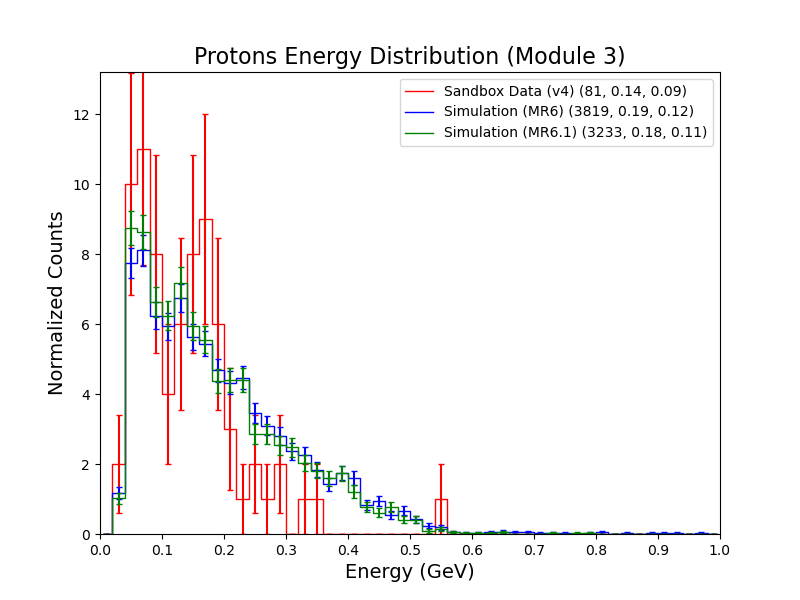 Protons Energy Distribution (Module 3)
Sandbox Data (v4) (81, 0.14, 0.09)
Simulation (MR6) (3819, 0.19, 0.12)
Simulation (MR6.1) (3233, 0.18, 0.11)
Normalized Counts
12
10
8
6
4
2
0
0.0 0.1 0.2 0.3 0.4 0.5 0.6 0.7 0.8 0.9 1.0
Energy (GeV)